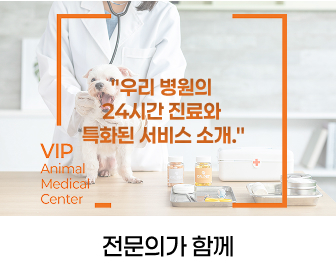 "우리 병원의
24시간 진료와
특화된 서비스 소개."
VIP
Animal
Medical
Center
전문의가 함께